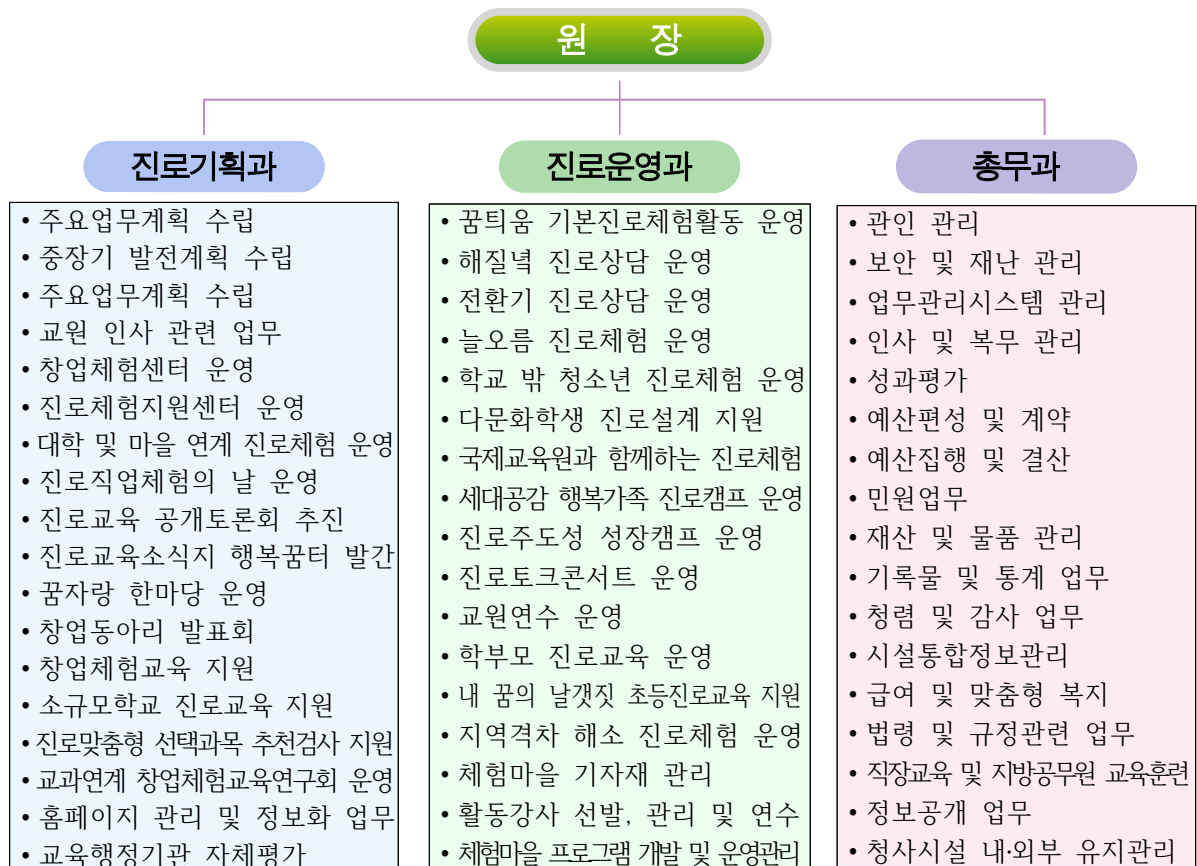 원 장
진로기획과
• 주요업무계획 수립
• 중장기 발전계획 수립
• 주요업무계획 수립
• 교원 인사 관련 업무
• 창업체험센터 운영
• 진로체험지원센터 운영
• 대학 및 마을 연계 진로체험 운영
• 진로직업체험의 날 운영
• 진로교육 공개토론회 추진
• 진로교육소식지 행복꿈터 발간
• 꿈자랑 한마당 운영
• 창업동아리 발표회
• 창업체험교육 지원
• 소규모학교 진로교육 지원
• 진로맞춤형 선택과목 추천검사 지원
• 교과연계 창업체험교육연구회 운영
• 홈페이지 관리 및 정보화 업무
• 교육행정기관 자체평가
진로운영과
• 꿈틔움 기본진로체험활동 운영
• 해질녘 진로상담 운영
• 전환기 진로상담 운영
• 늘오름 진로체험 운영
• 학교 밖 청소년 진로체험 운영
• 다문화학생 진로설계 지원
• 국제교육원과 함께하는 진로체험
• 세대공감 행복가족 진로캠프 운영
• 진로주도성 성장캠프 운영
• 진로토크콘서트 운영
• 교원연수 운영
• 학부모 진로교육 운영
• 내 꿈의 날갯짓 초등진로교육 지원
• 지역격차 해소 진로체험 운영
• 체험마을 기자재 관리
• 활동강사 선발, 관리 및 연수
• 체험마을 프로그램 개발 및 운영관리
총무과
• 관인 관리
• 보안 및 재난 관리
• 업무관리시스템 관리
• 인사 및 복무 관리
• 성과평가
• 예산편성 및 계약
• 예산집행 및 결산
• 민원업무
• 재산 및 물품 관리
• 기록물 및 통계 업무
• 청렴 및 감사 업무
• 시설통합정보관리
• 급여 및 맞춤형 복지
• 법령 및 규정관련 업무
• 직장교육 및 지방공무원 교육훈련
• 정보공개 업무
• 청사시설 내·외부 유지관리